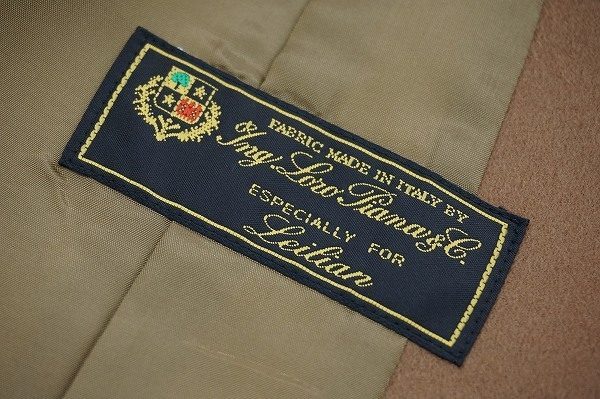 FABRIC MADE IN ITALY BY
Ing. Loro Piana & C.
ESPECIALLY FOR
Leilian